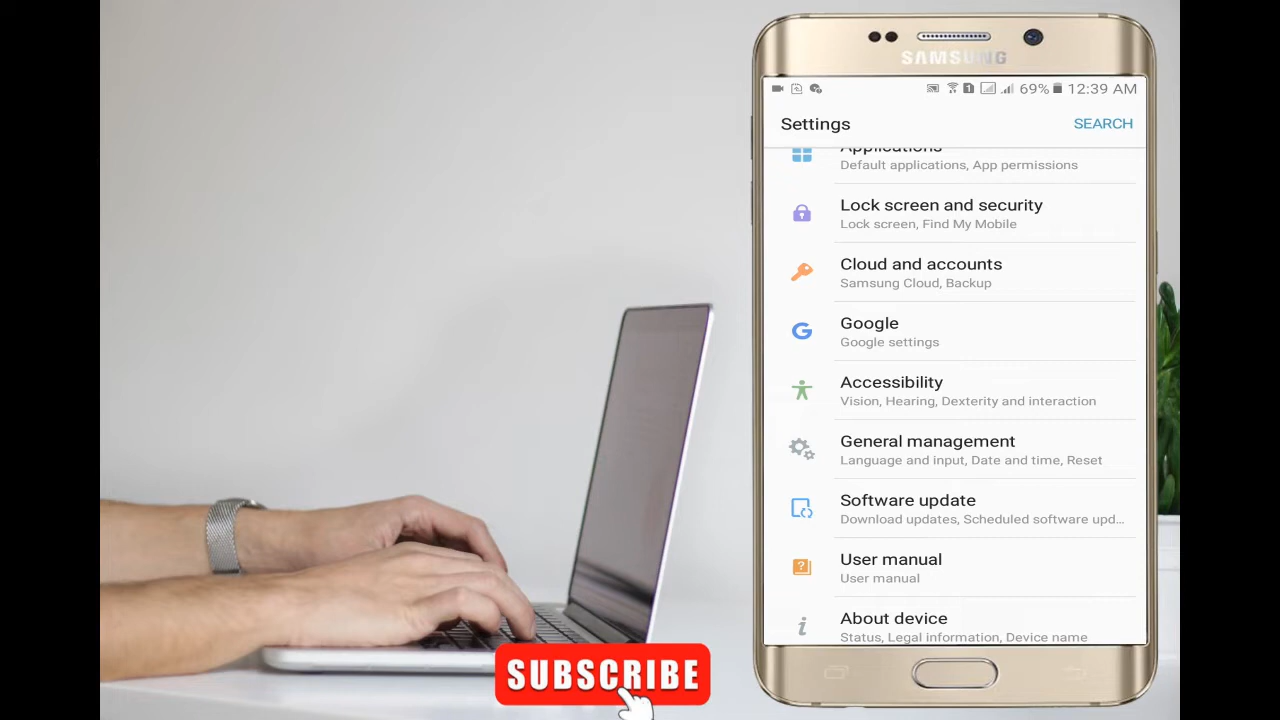 SAMSUNG
1
69%
12:39 AM
Settings
SEARCH
Applications
Default applications, App permissions
Lock screen and security
Lock screen, Find My Mobile
Cloud and accounts
Samsung Cloud, Backup
G
Google
Google settings
Accessibility
Vision, Hearing, Dexterity and interaction
General management
Language and input, Date and time, Reset
Software update
Download updates, Scheduled software upd...
?
User manual
User manual
i
About device
Status, Legal information, Device name
SUBSCRIBE